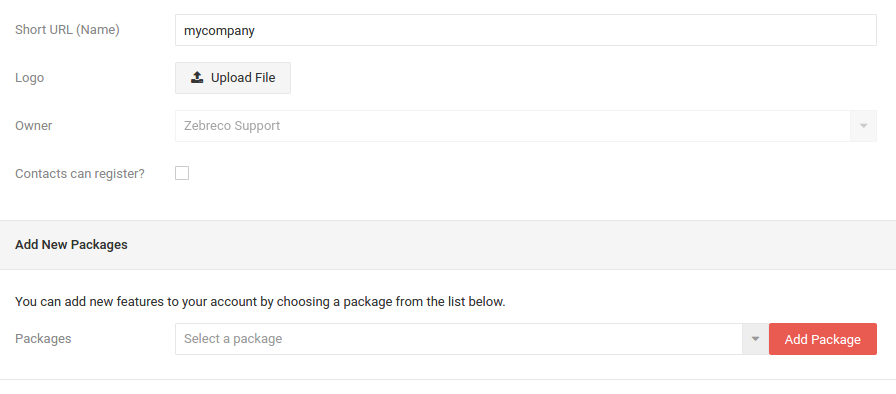 Short URL (Name) mycompany
Logo Upload File
Owner Zebreco Support
Contacts can register?
Add New Packages
You can add new features to your account by choosing a package from the list below.
Packages Select a package Add Package